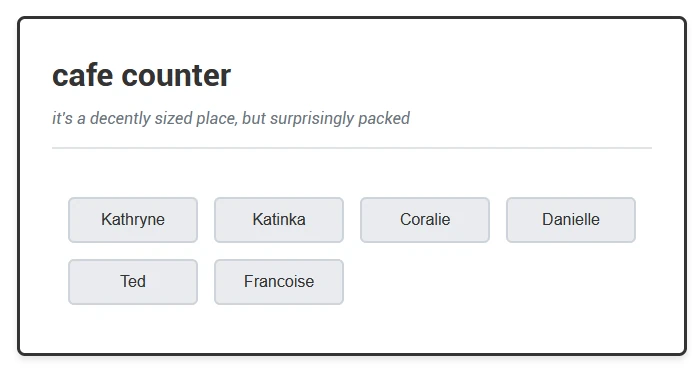 cafe counter
it's a decently sized place, but surprisingly packed
Kathryne Katinka Coralie Danielle
Ted Francoise